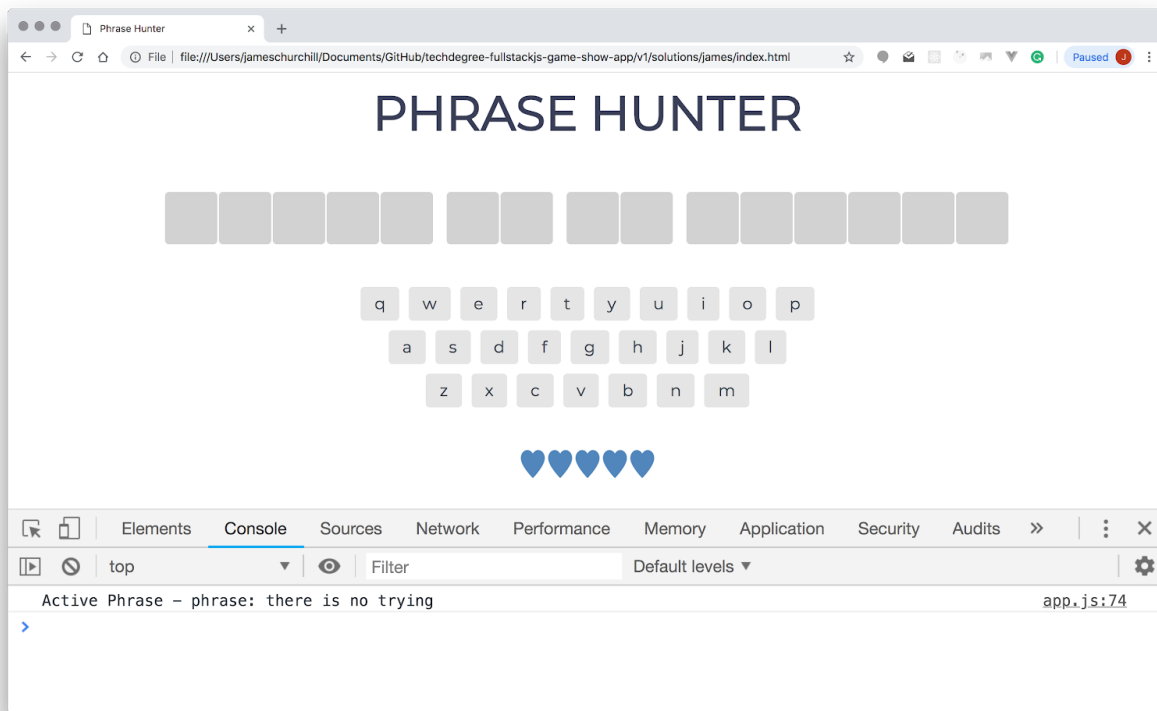 Phrase Hunter
File file:///Users/jameschurchill/Documents/GitHub/techdegree-fullstackjs-game-show-app/v1/solutions/james/index.html Paused J
PHRASE HUNTER
q w e r t y u i o p
a s d f g h j k l
z x c v b n m
Elements Console Sources Network Performance Memory Application Security Audits »
top Filter Default levels
Active Phrase – phrase: there is no trying app.js:74